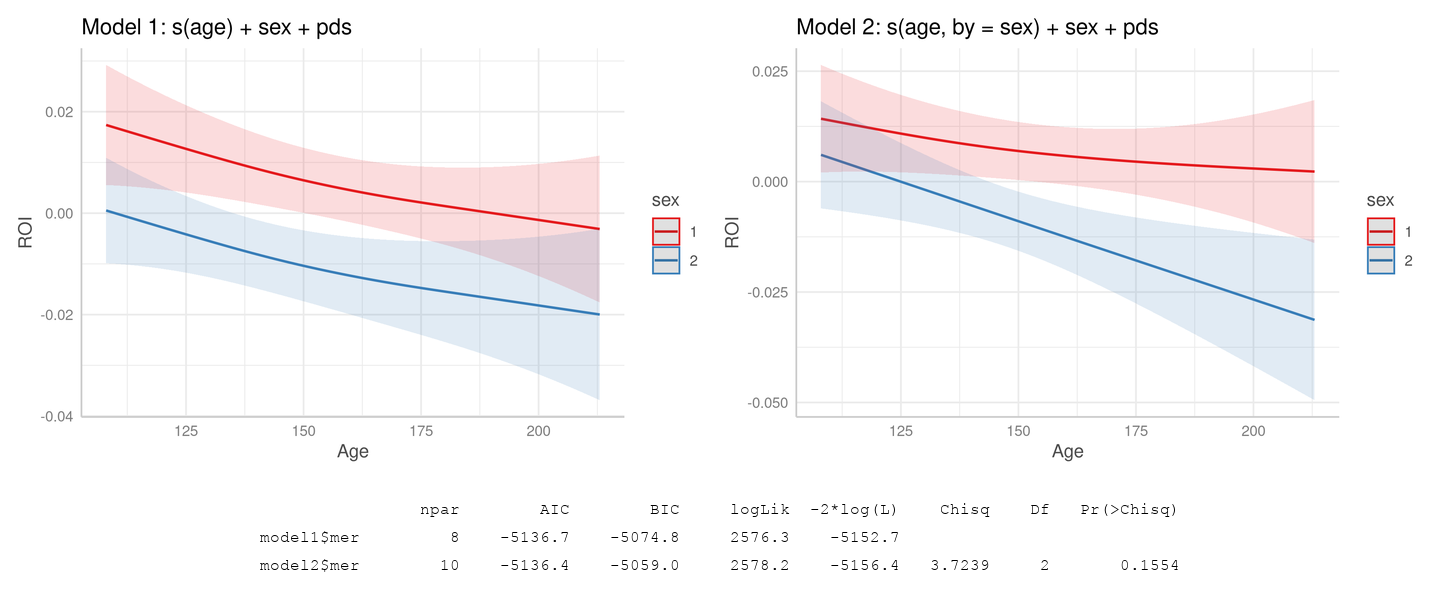 Model 1: s(age) + sex + pds
0.02
0.00
-0.02
-0.04
ROI
125 150 175 200
Age
sex
1
2
Model 2: s(age, by = sex) + sex + pds
0.025
0.000
-0.025
-0.050
ROI
125 150 175 200
Age
sex
1
2
npar AIC BIC logLik -2*log(L) Chisq Df Pr(>Chisq)
model1$mer 8 -5136.7 -5074.8 2576.3 -5152.7
model2$mer 10 -5136.4 -5059.0 2578.2 -5156.4 3.7239 2 0.1554